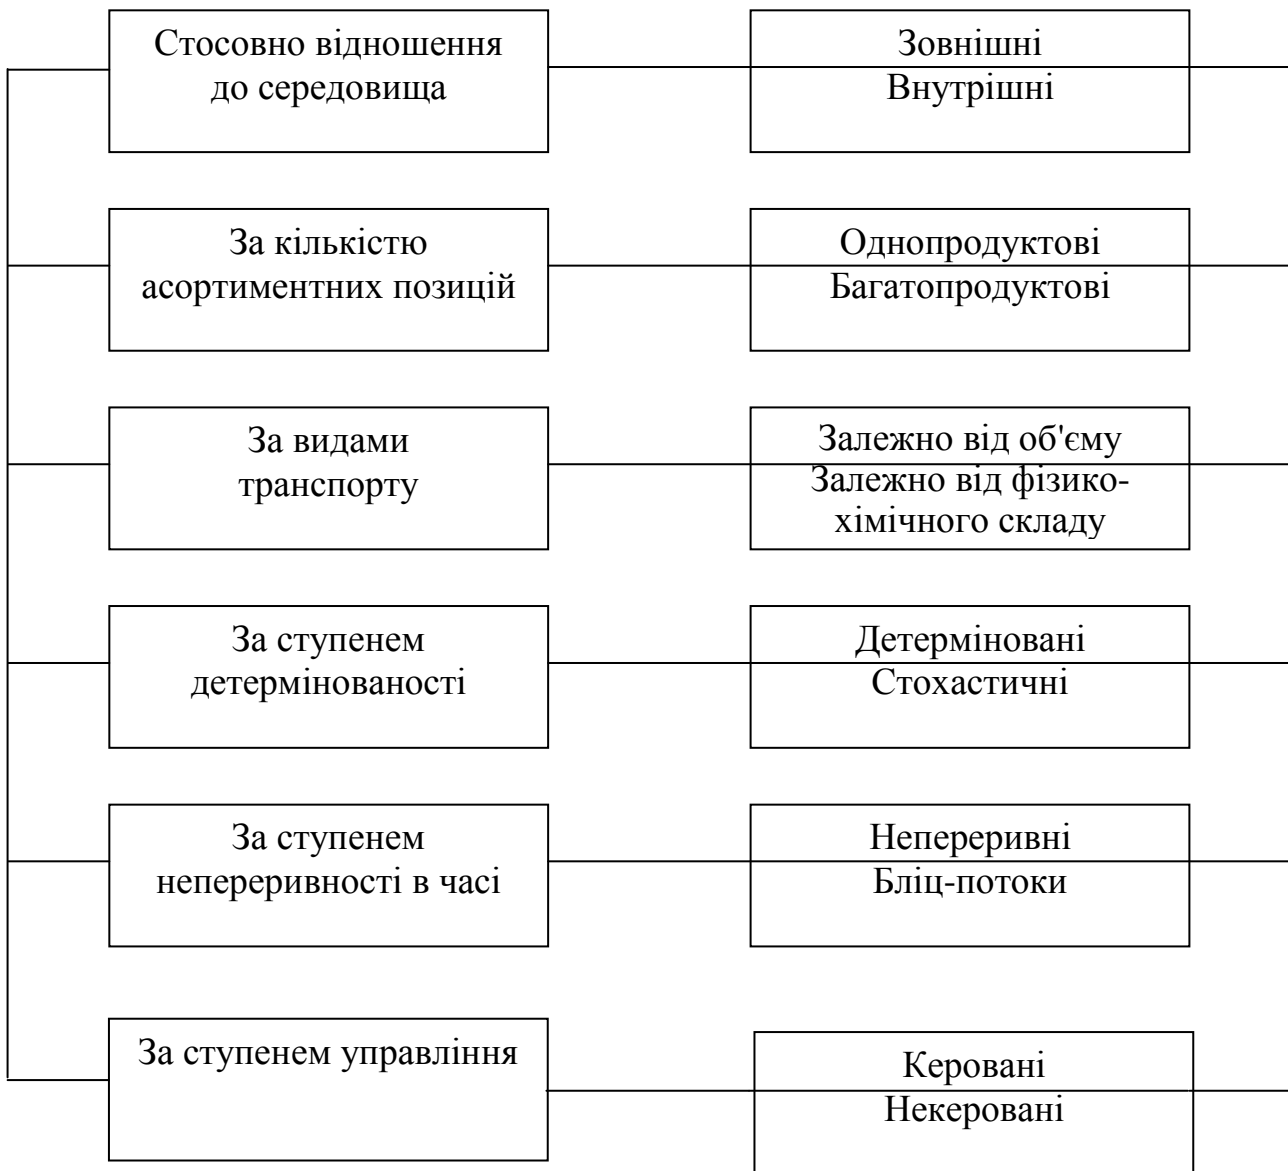 Стосовно відношення
до середовища
Зовнішні
Внутрішні
За кількістю
асортиментних позицій
Однопродуктові
Багатопродуктові
За видами
транспорту
Залежно від об'єму
Залежно від фізико-
хімічного складу
За ступенем
детермінованості
Детерміновані
Стохастичні
За ступенем
непереривності в часі
Непереривні
Бліц-потоки
За ступенем управління
Керовані
Некеровані